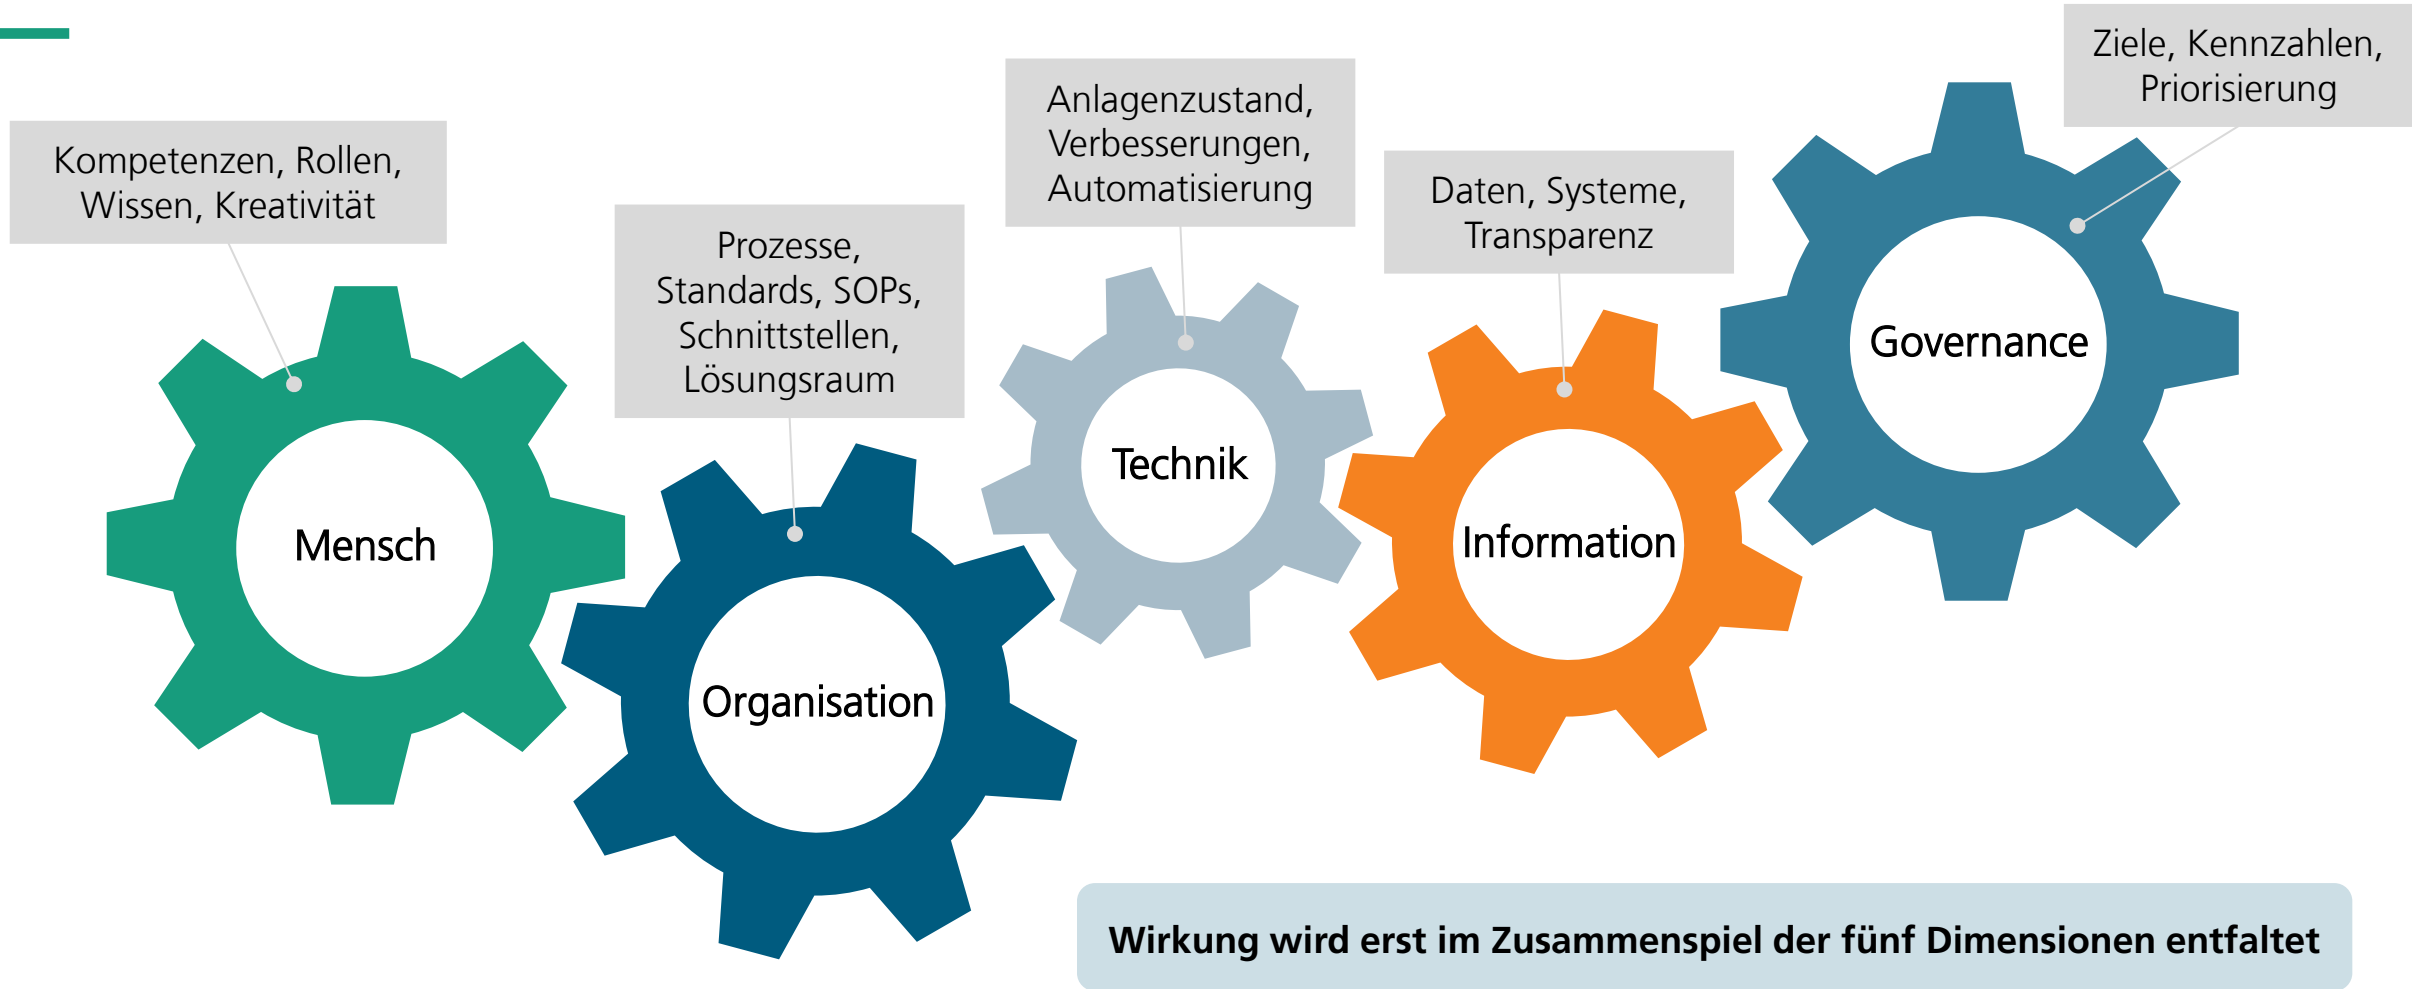 Kompetenzen, Rollen,
Wissen, Kreativität
Mensch
Prozesse,
Standards, SOPs,
Schnittstellen,
Lösungsraum
Organisation
Anlagenzustand,
Verbesserungen,
Automatisierung
Technik
Daten, Systeme,
Transparenz
Information
Ziele, Kennzahlen,
Priorisierung
Governance
Wirkung wird erst im Zusammenspiel der fünf Dimensionen entfaltet